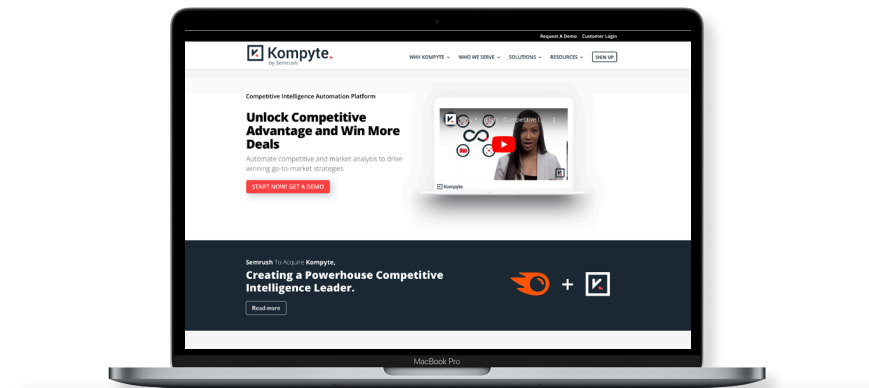 Request A Demo Customer Login
Kompyte.
by Semrush
WHY KOMPYTE WHO WE SERVE SOLUTIONS RESOURCES SIGN UP
Competitive Intelligence Automation Platform
Unlock Competitive
Advantage and Win More
Deals
Automate competitive and market analysis to drive
winning go-to-market strategies
START NOW! GET A DEMO
Kompyte.
Semrush To Acquire Kompyte,
Creating a Powerhouse Competitive
Intelligence Leader.
+
Read more
MacBook Pro